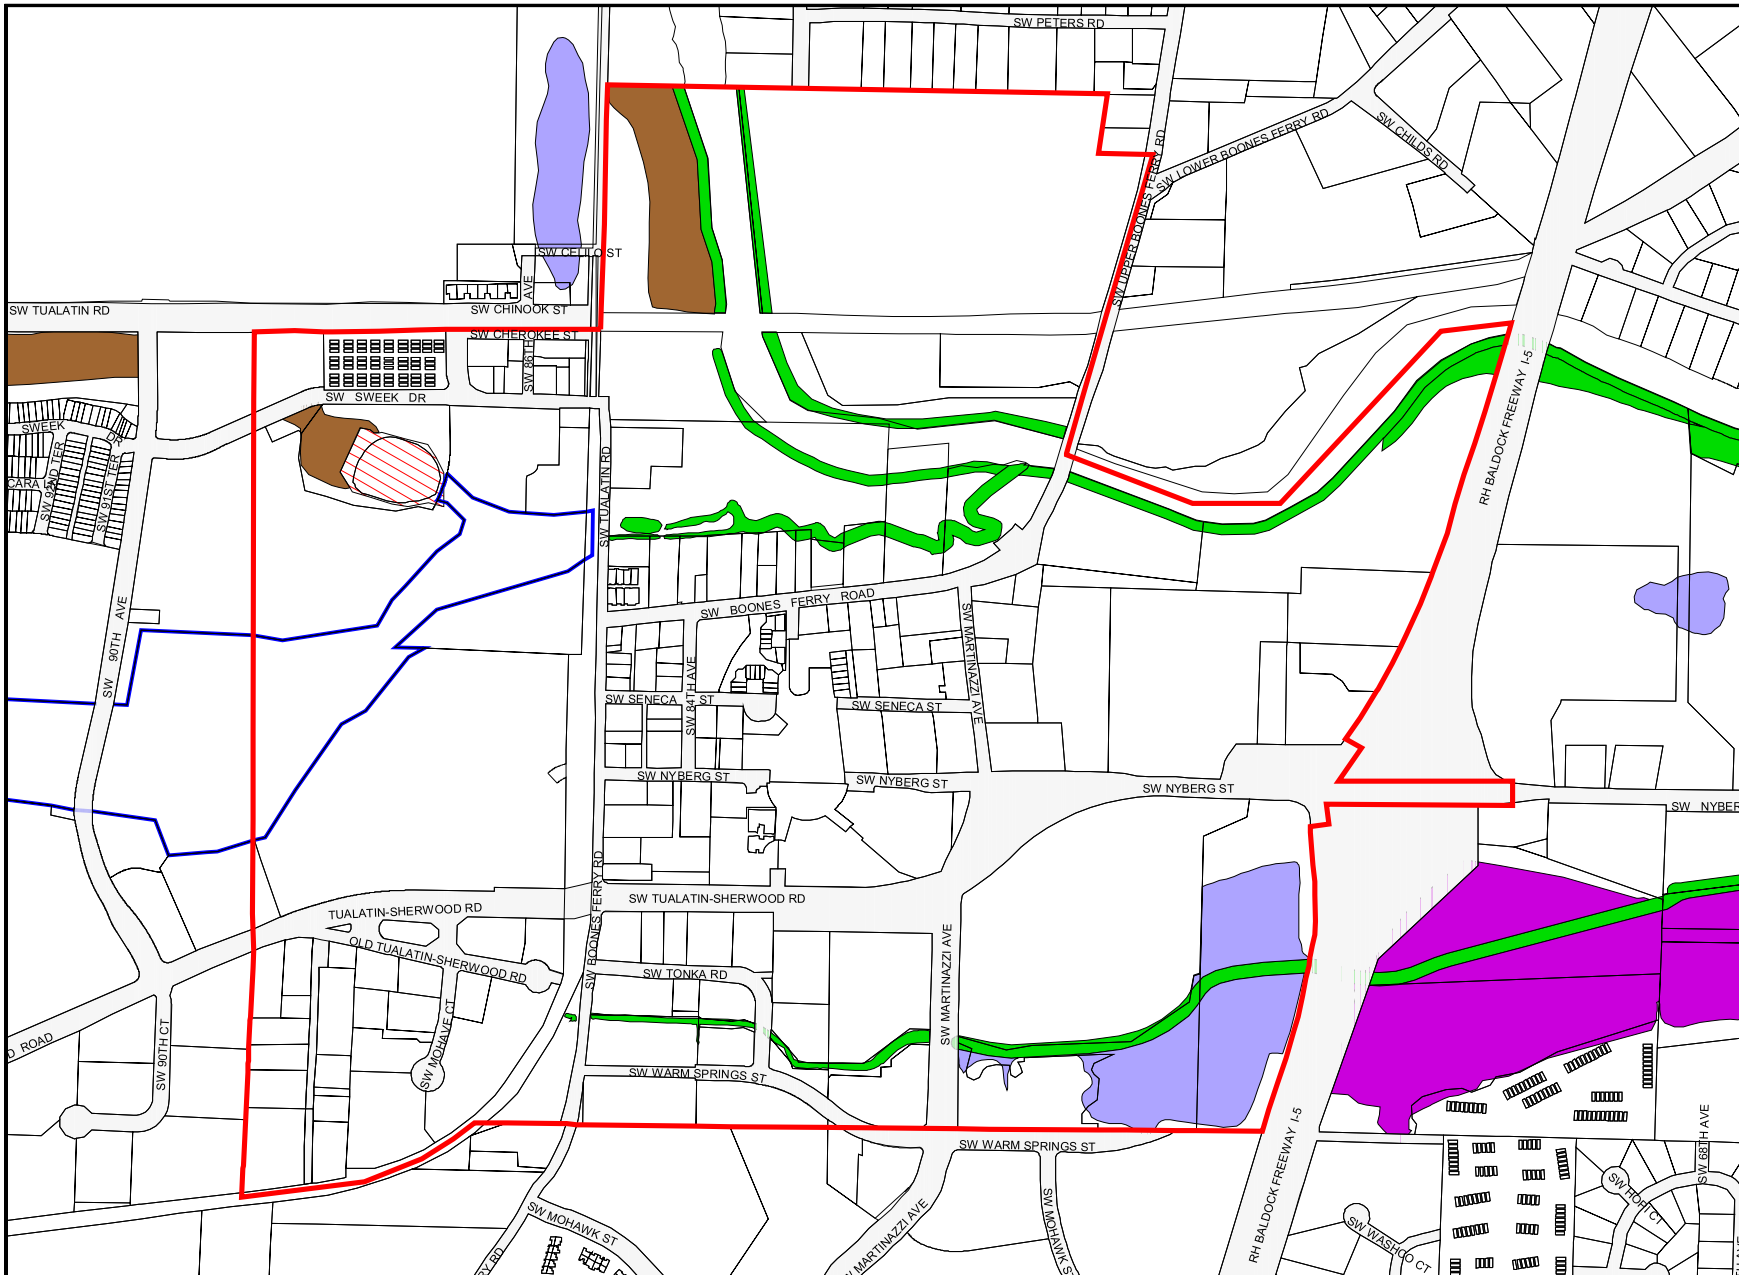 SW PETERS RD
SW CHILDS RD
SW LOWER BOONES FERRY RD
SW UPPER BOONES FERRY RD
SW CELILO ST
AVE
SW TUALATIN RD
SW CHINOOK ST
SW CHEROKEE ST
SW 86TH
SW SWEEK DR
SWEEK DR
SW 92ND TER
SW 91ST TER
SW TUALATIN RD
RH BALDOCK FREEWAY I-5
SW BOONES FERRY ROAD
SW 90TH AVE
SW MARTINAZZI AVE
SW 84TH AVE
SW SENECA ST
SW SENECA ST
SW NYBERG ST
SW NYBERG ST
SW NYBERG ST
SW NYBER
SW BOONES FERRY RD
SW TUALATIN-SHERWOOD RD
TUALATIN-SHERWOOD RD
OLD TUALATIN-SHERWOOD RD
SW TONKA RD
SW MARTINAZZI AVE
SW MOHAVE CT
D ROAD
SW 90TH CT
SW WARM SPRINGS ST
SW WARM SPRINGS ST
RH BALDOCK FREEWAY I-5
SW 68TH AVE
SW HOPI CT
SW MOHAWK ST
SW MOHAWK S
SW WASHCO CT
RY RD
W MARTINAZZI AVE